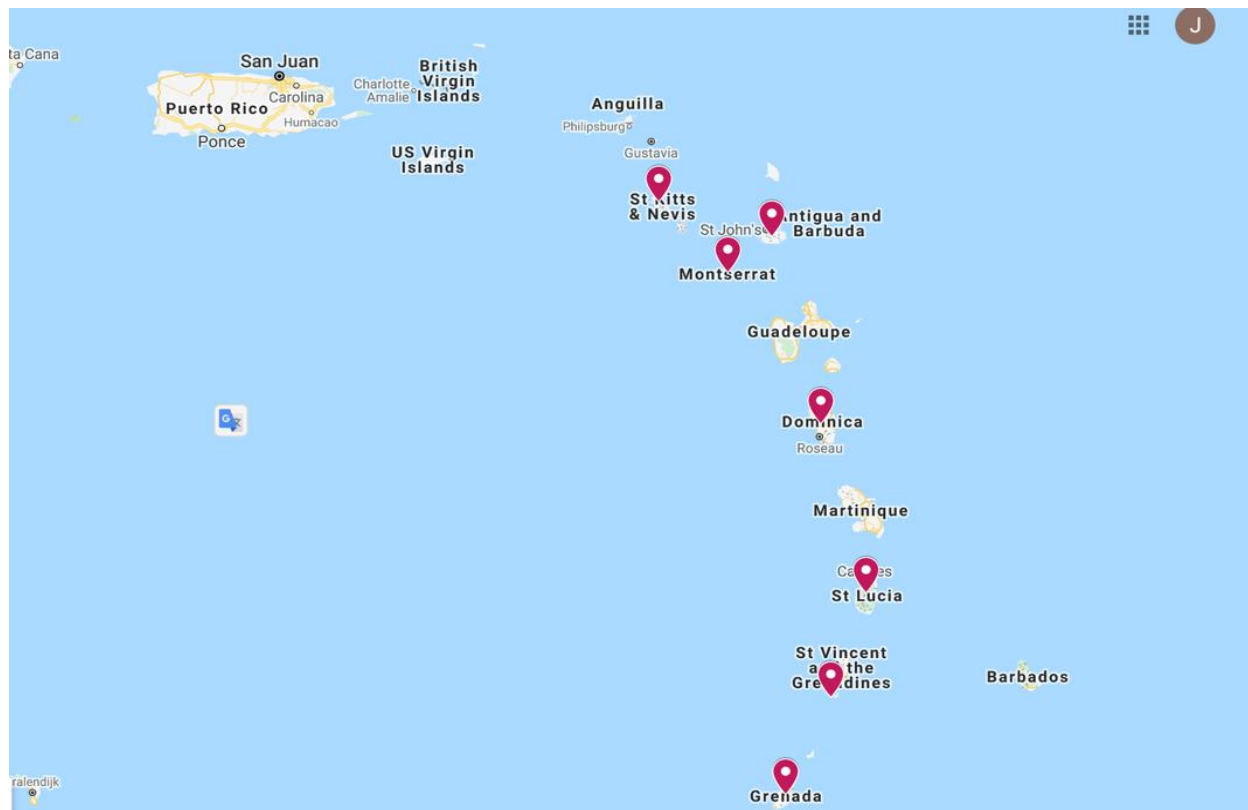 J
ta Cana
San Juan
Carolina
Puerto Rico
Humacao
Ponce
British
Virgin
Islands
Charlotte
Amalie
US Virgin
Islands
Anguilla
Philipsburg
Gustavia
St Kitts
& Nevis
St John's
Antigua and
Barbuda
Montserrat
Guadeloupe
Dominica
Roseau
Martinique
St Lucia
St Vincent
and the
Grenadines
Barbados
ralendijk
Grenada
G